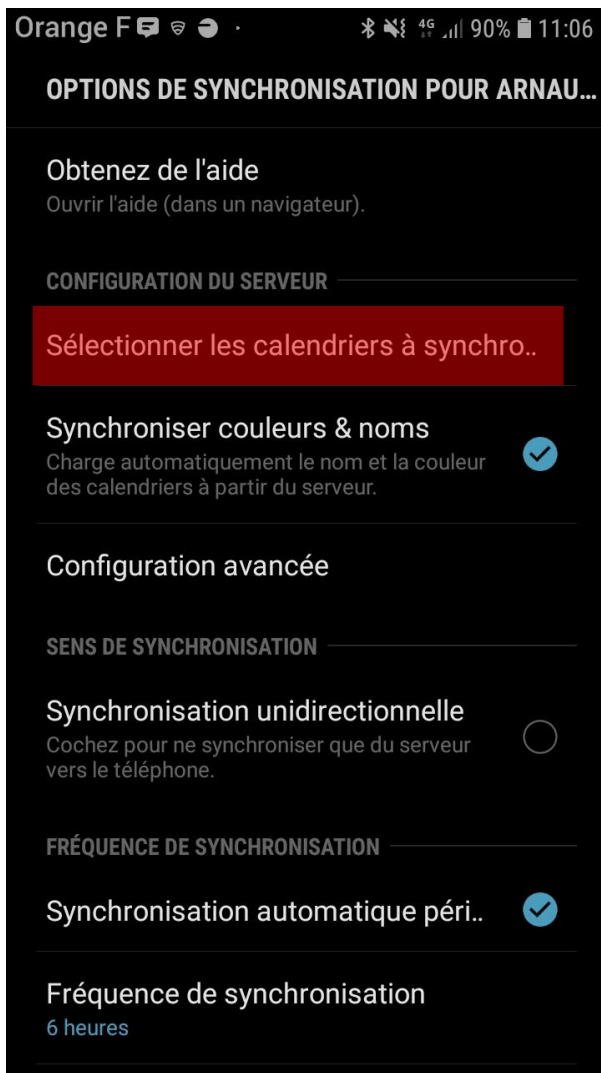 Orange F 4G 90% 11:06
OPTIONS DE SYNCHRONISATION POUR ARNAU...
Obtenez de l'aide
Ouvrir l'aide (dans un navigateur).
CONFIGURATION DU SERVEUR
Sélectionner les calendriers à synchro..
Synchroniser couleurs & noms
Charge automatiquement le nom et la couleur
des calendriers à partir du serveur.
Configuration avancée
SENS DE SYNCHRONISATION
Synchronisation unidirectionnelle
Cochez pour ne synchroniser que du serveur
vers le téléphone.
FRÉQUENCE DE SYNCHRONISATION
Synchronisation automatique péri..
Fréquence de synchronisation
6 heures